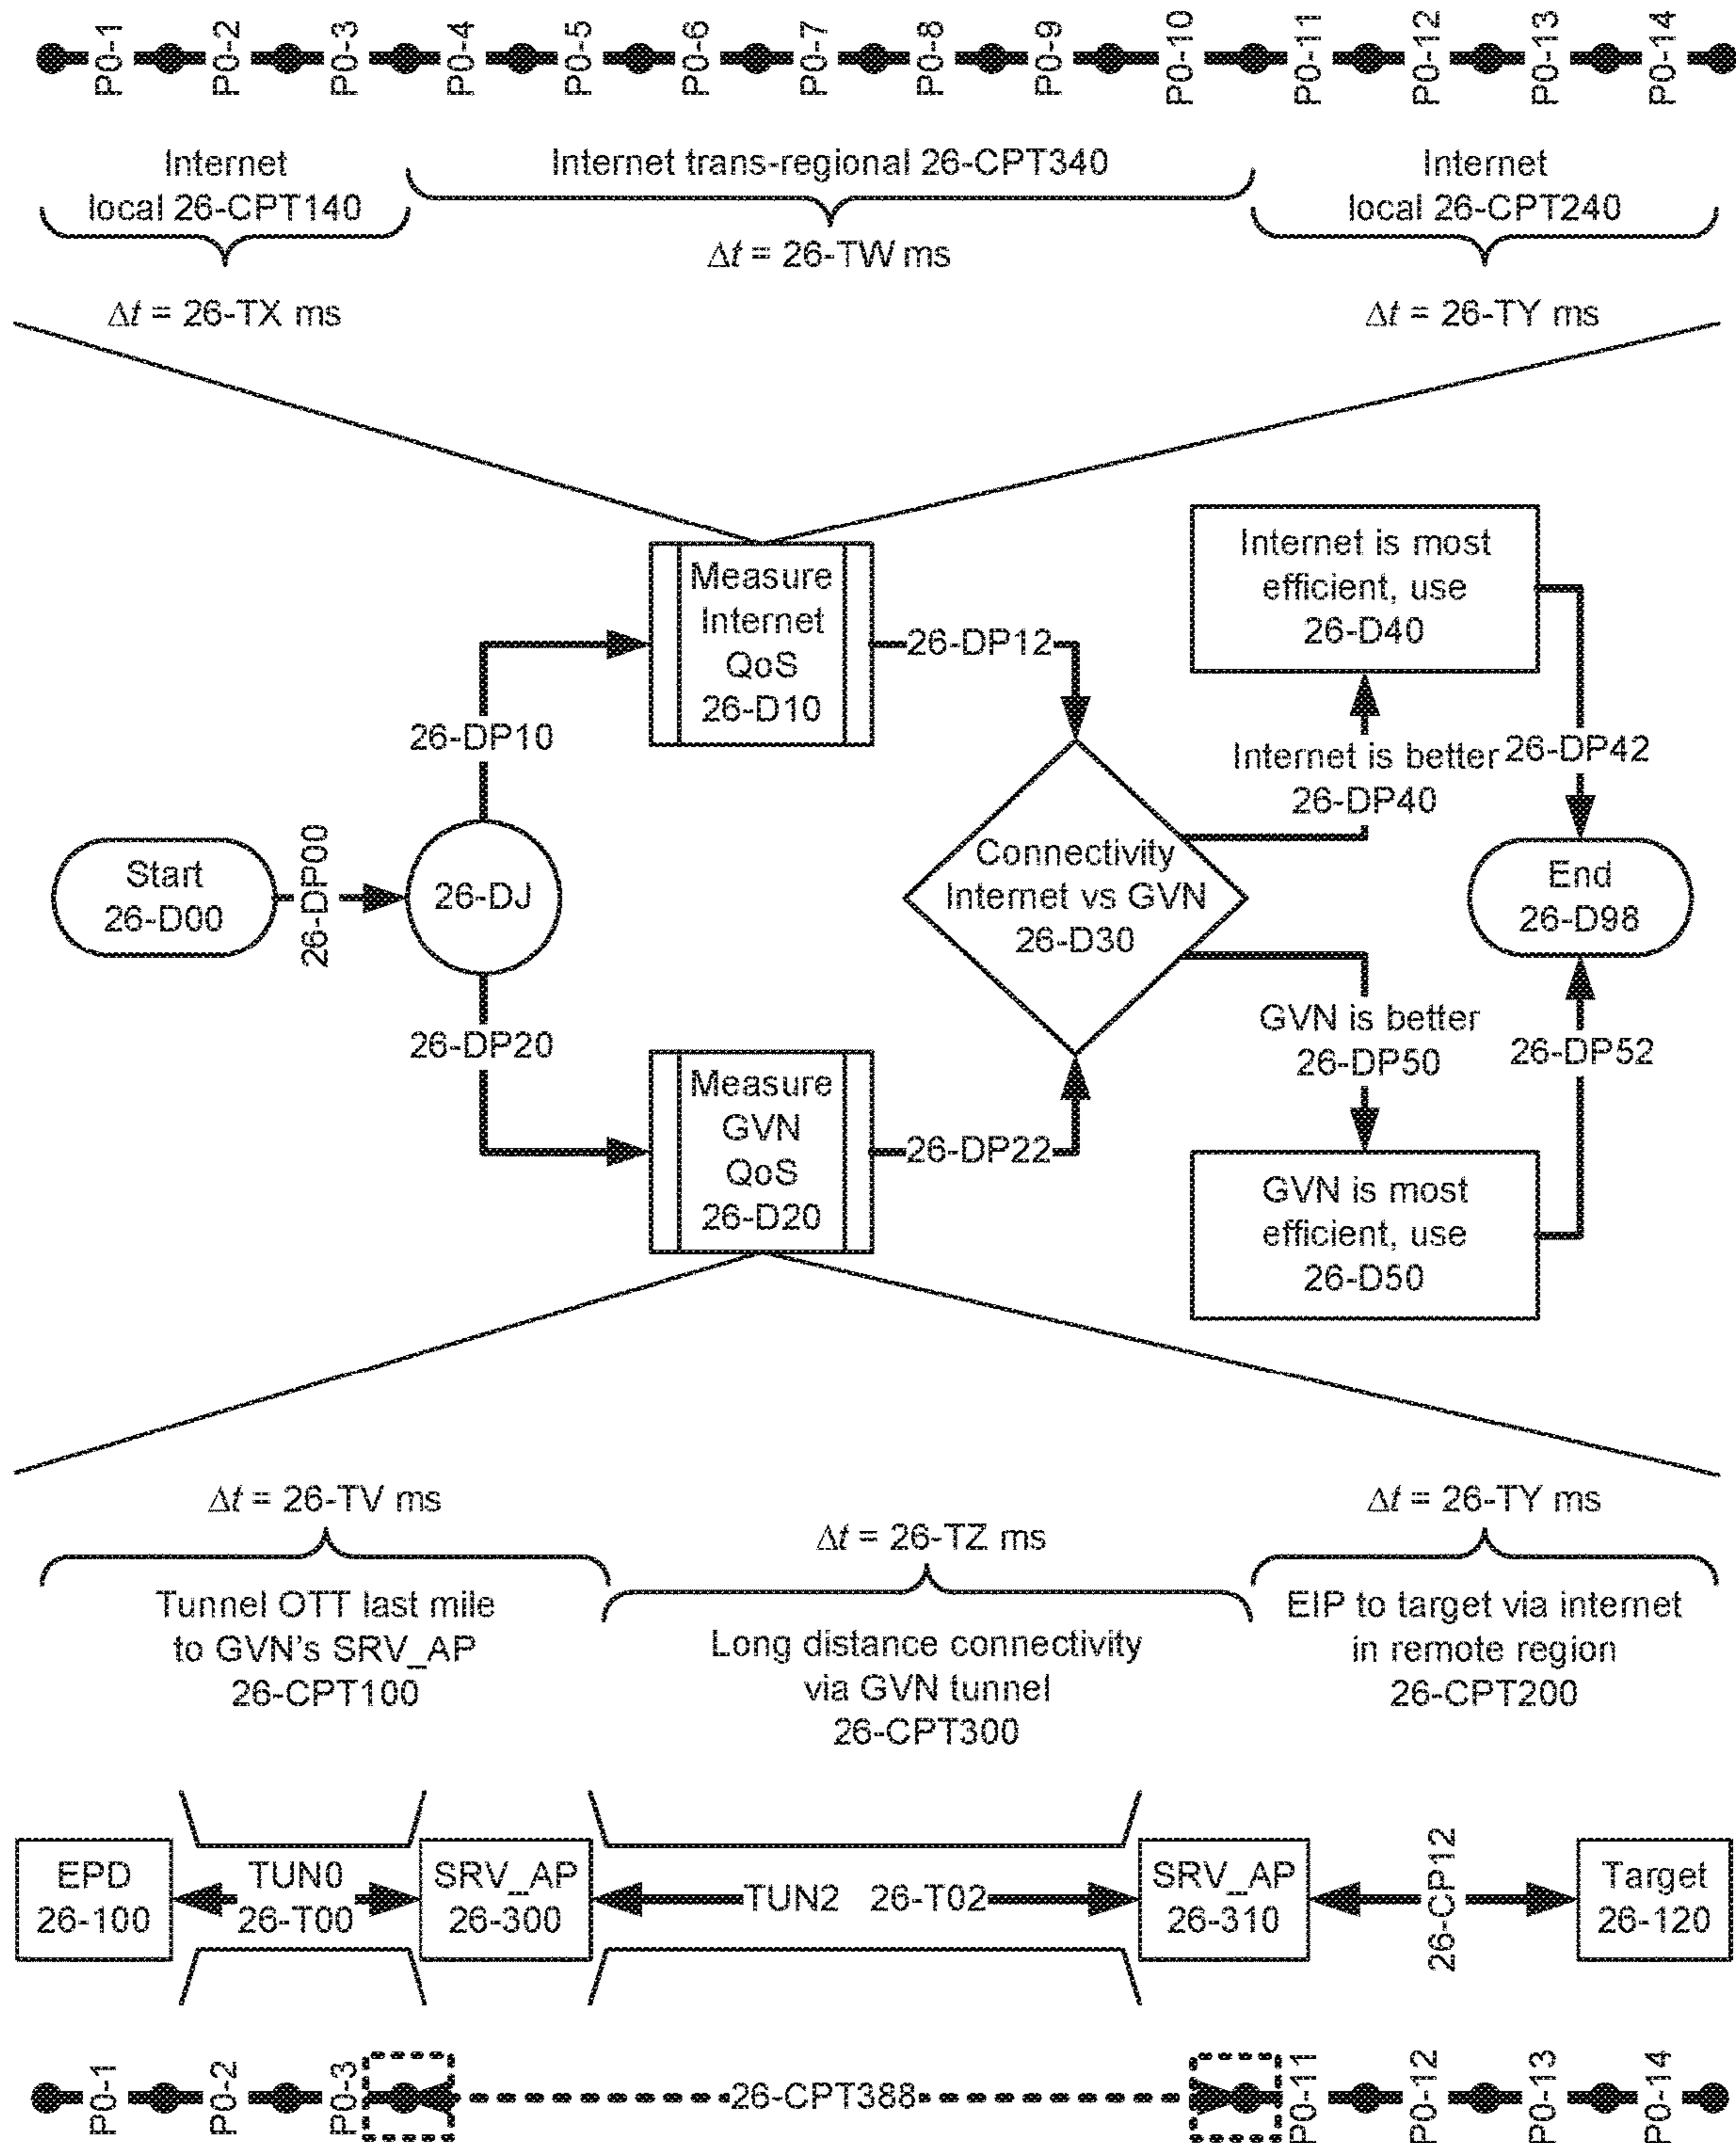 P0-1
P0-2
P0-3
P0-4
P0-5
P0-6
P0-7
P0-8
P0-9
P0-10
P0-11
P0-12
P0-13
P0-14
Internet
local 26-CPT140
Internet trans-regional 26-CPT340
Internet
local 26-CPT240
Δt = 26-TX ms
Δt = 26-TW ms
Δt = 26-TY ms
Measure
Internet
QoS
26-D10
Internet is most
efficient, use
26-D40
26-DP12
26-DP10
Internet is better
26-DP40
26-DP42
Start
26-D00
26-DP00
26-DJ
Connectivity
Internet vs GVN
26-D30
End
26-D98
26-DP20
GVN is better
26-DP50
26-DP52
Measure
GVN
QoS
26-D20
26-DP22
GVN is most
efficient, use
26-D50
Δt = 26-TV ms
Δt = 26-TZ ms
Δt = 26-TY ms
Tunnel OTT last mile
to GVN's SRV_AP
26-CPT100
Long distance connectivity
via GVN tunnel
26-CPT300
EIP to target via internet
in remote region
26-CPT200
EPD
26-100
TUN0
26-T00
SRV_AP
26-300
TUN2 26-T02
SRV_AP
26-310
26-CP12
Target
26-120
P0-1
P0-2
P0-3
26-CPT388
P0-11
P0-12
P0-13
P0-14